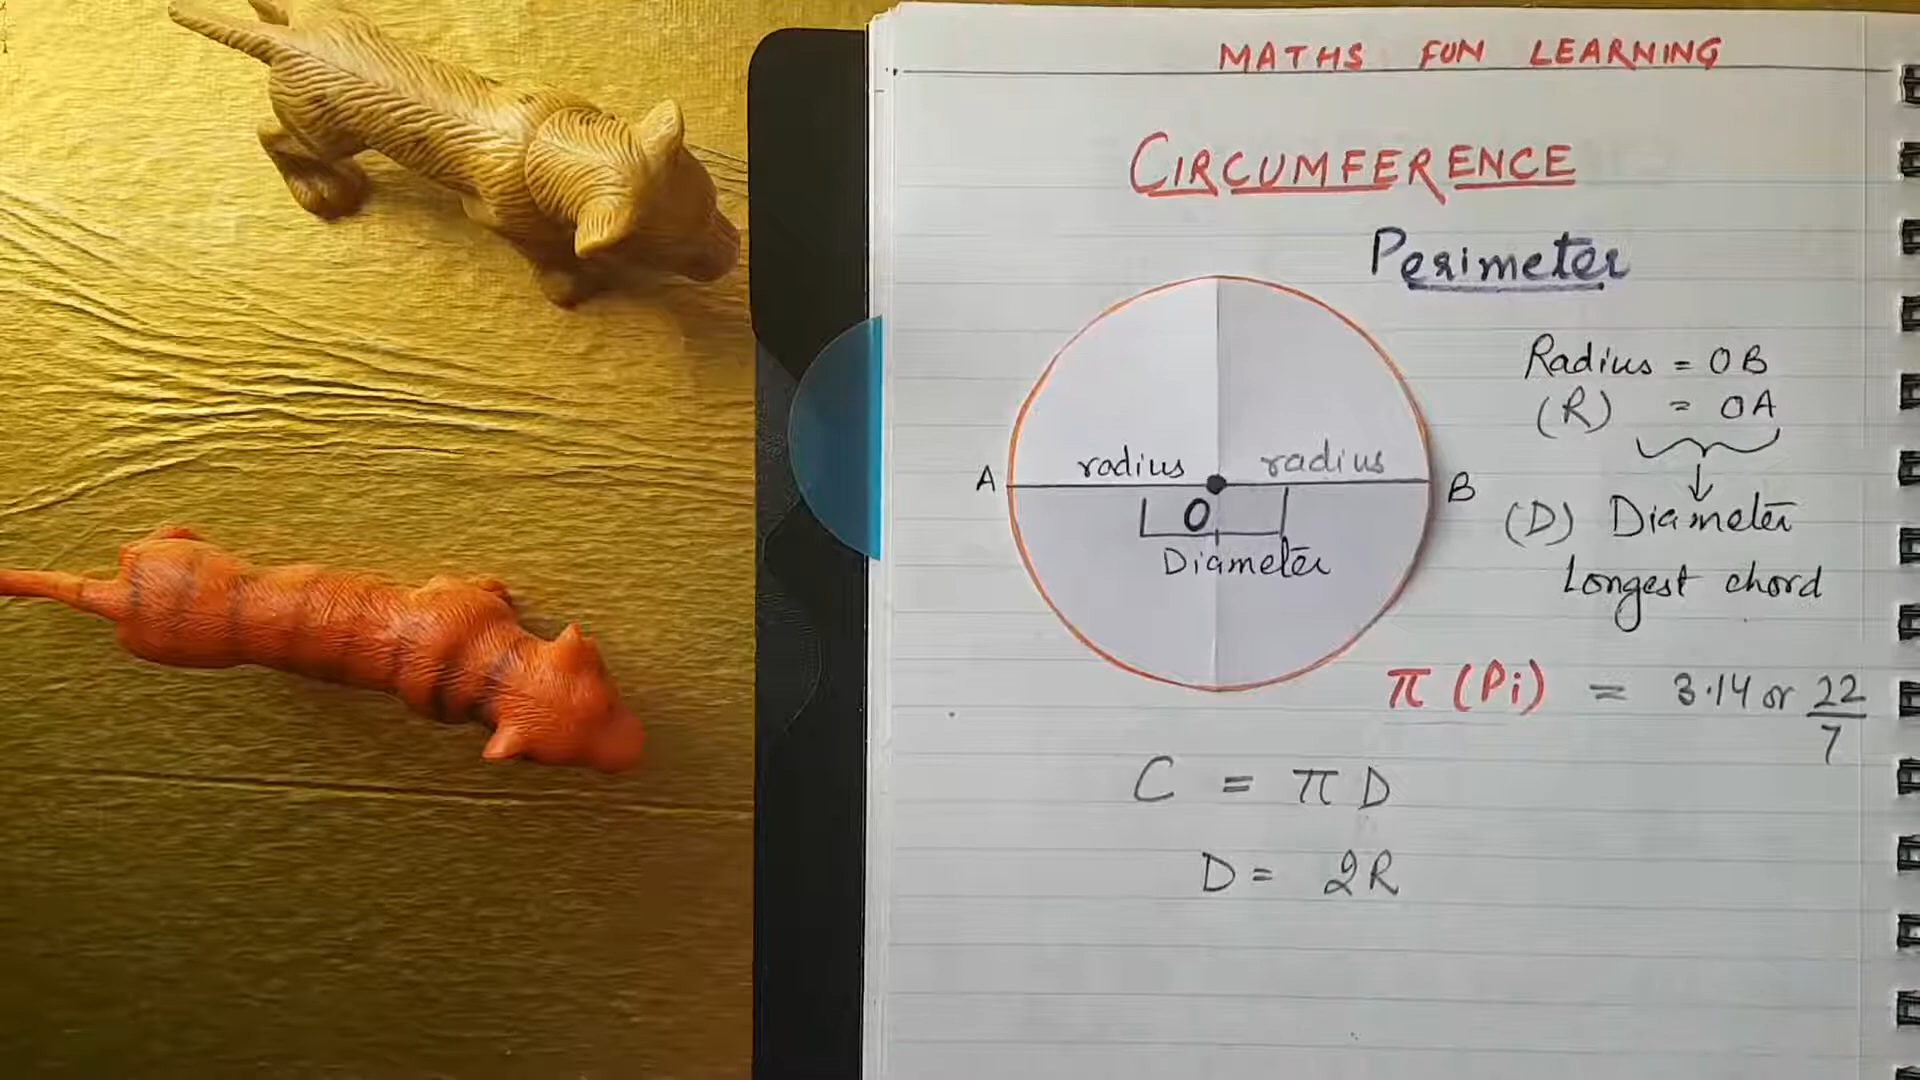 MATHS FUN LEARNING
CIRCUMFERENCE
Perimeter
Radius = OB
(R) = OA
radius radius
A B
O
(D) Diameter
Diameter
Longest chord
π (Pi) = 3.14 or 22/7
C = π D
D = 2R